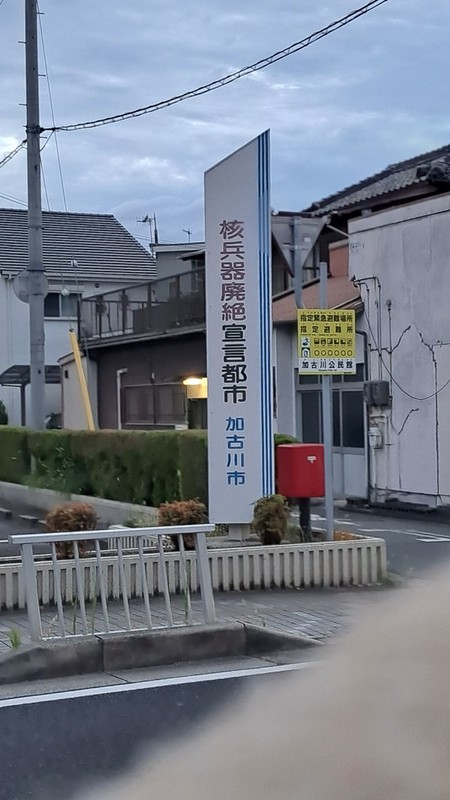 核兵器廃絶宣言都市 加古川市
指定緊急避難場所
指定避難所
加古川公民館